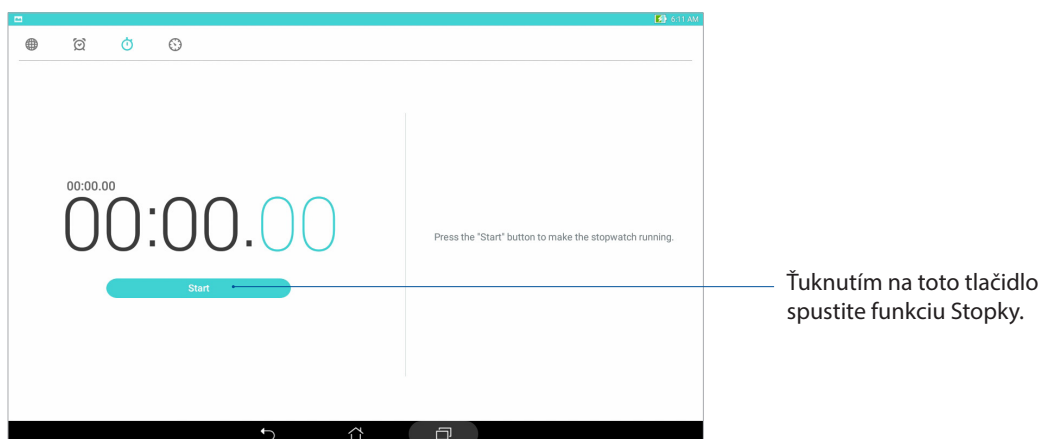 6:11 AM
00:00.00
00:00.00
Press the "Start" button to make the stopwatch running.
Start
Ťuknutím na toto tlačidlo
spustite funkciu Stopky.